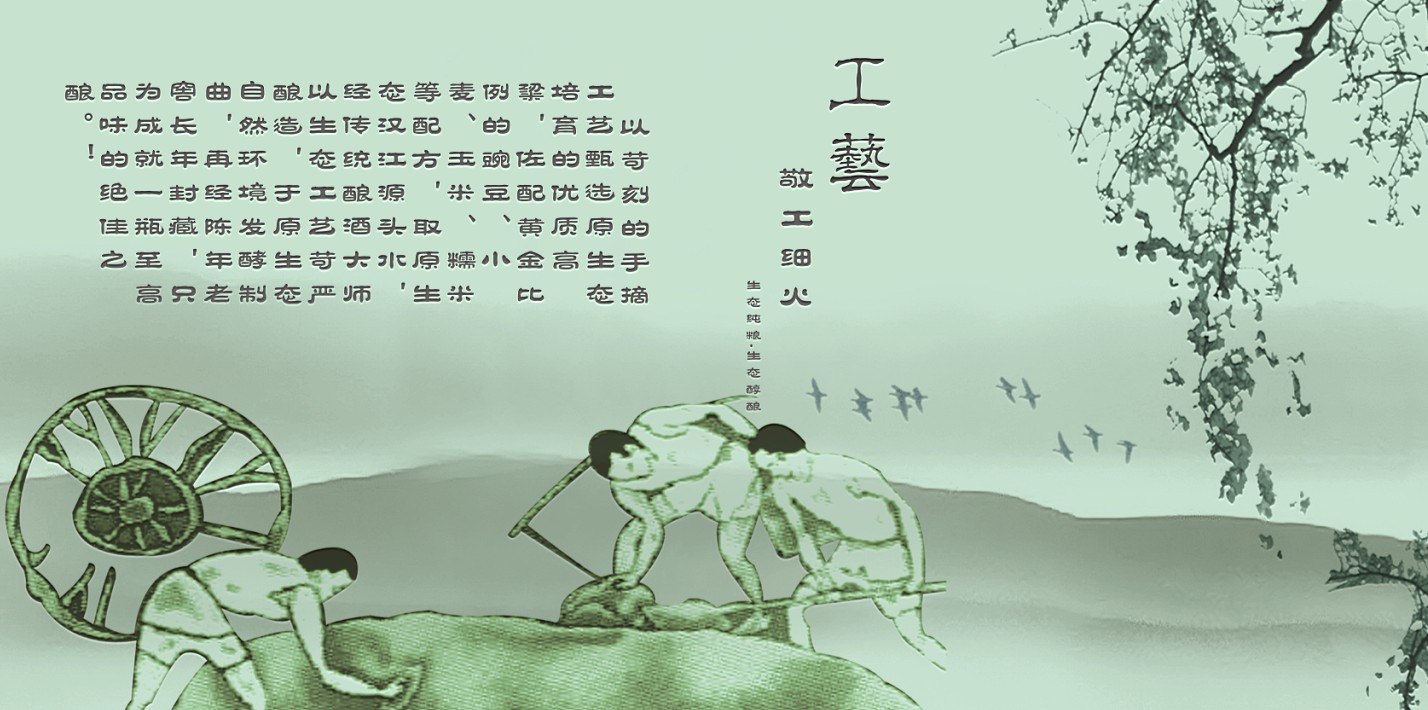 工藝
敬工细火
生态纯粮·生态醇酿
以苛刻的手摘
工艺甄选原生态
培育的优质高
粱，佐配黄金比
例的豌豆、小
麦、玉米、糯米
等配方，取原生
态汉江源头水，
经传统酿酒大师
以生态工艺苛严
酿造，于原生态
自然环境发酵制
曲，再经陈年老
窖长年封藏，只
为成就一瓶至高
品味的绝佳之
酿。！